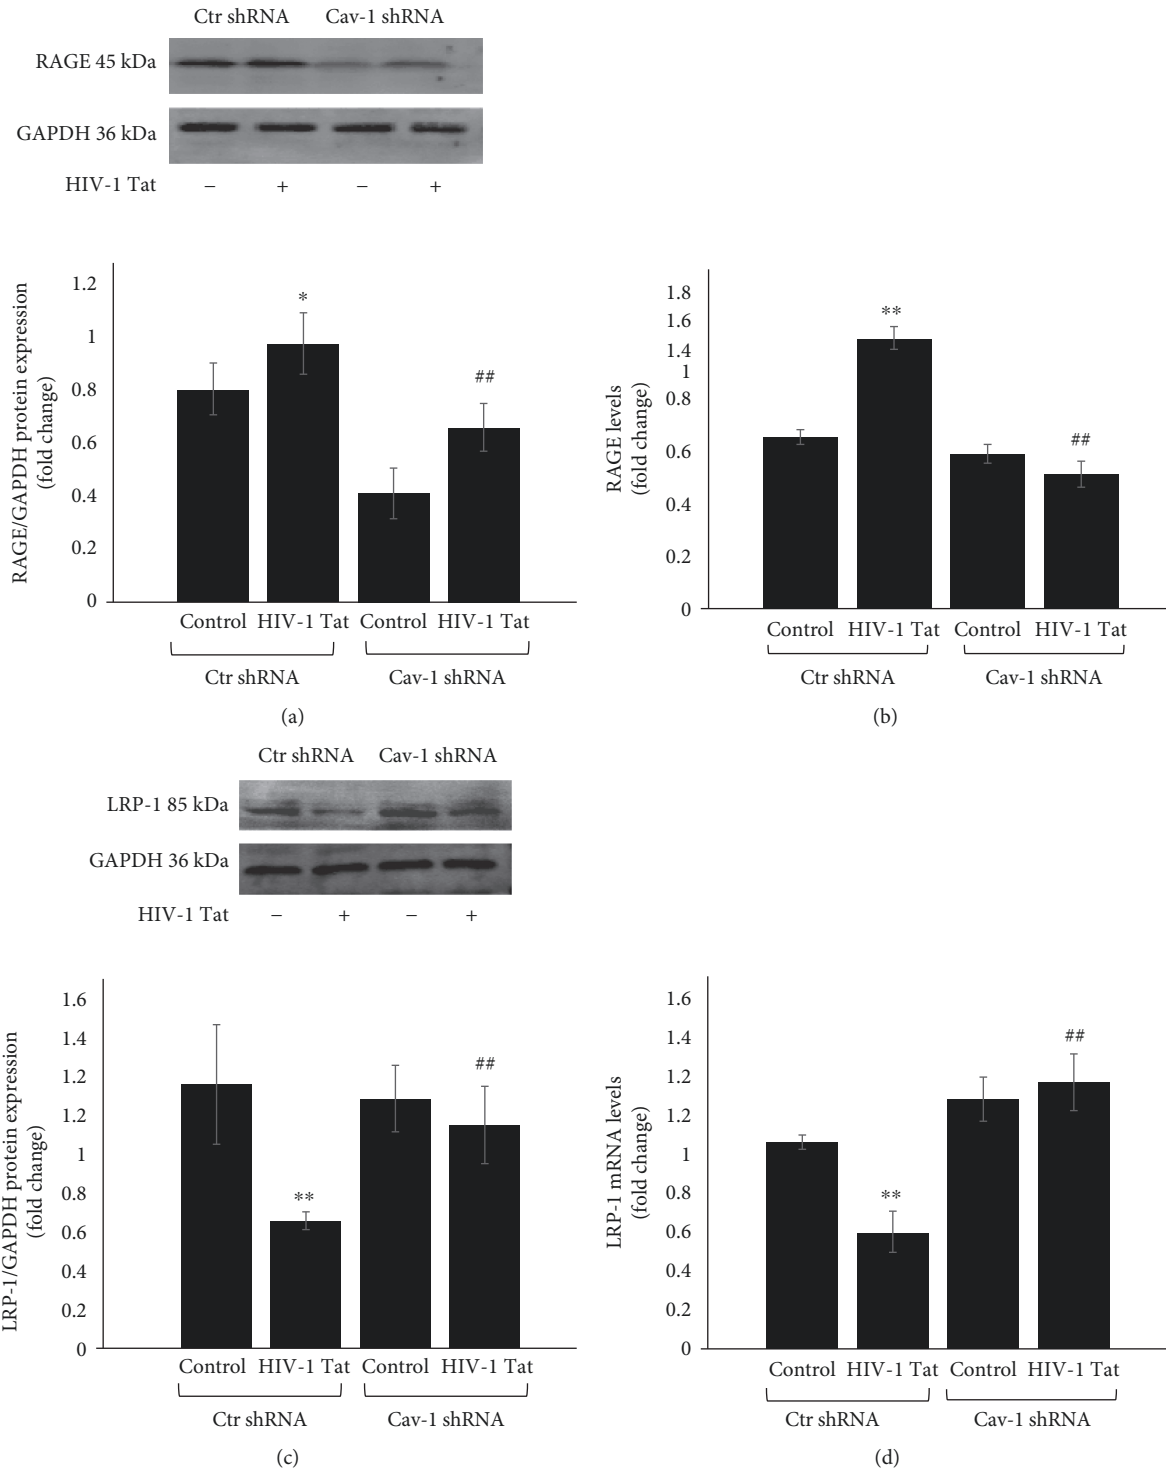 Ctr shRNA Cav-1 shRNA
RAGE 45 kDa
GAPDH 36 kDa
HIV-1 Tat − + − +
RAGE/GAPDH protein expression
(fold change)
1.2
1
0.8
0.6
0.4
0.2
0
*
##
Control HIV-1 Tat Control HIV-1 Tat
Ctr shRNA Cav-1 shRNA
(a)
RAGE levels
(fold change)
1.8
1.6
1.4
1
0.8
0.6
0.4
0.2
0
**
##
Control HIV-1 Tat Control HIV-1 Tat
Ctr shRNA Cav-1 shRNA
(b)
Ctr shRNA Cav-1 shRNA
LRP-1 85 kDa
GAPDH 36 kDa
HIV-1 Tat − + − +
LRP-1/GAPDH protein expression
(fold change)
1.6
1.4
1.2
1.2
1
0.8
0.6
0.4
0.2
0
**
##
Control HIV-1 Tat Control HIV-1 Tat
Ctr shRNA Cav-1 shRNA
(c)
LRP-1 mRNA levels
(fold change)
1.6
1.4
1.2
1.2
1
0.8
0.6
0.4
0.2
0
**
##
Control HIV-1 Tat Control HIV-1 Tat
Ctr shRNA Cav-1 shRNA
(d)